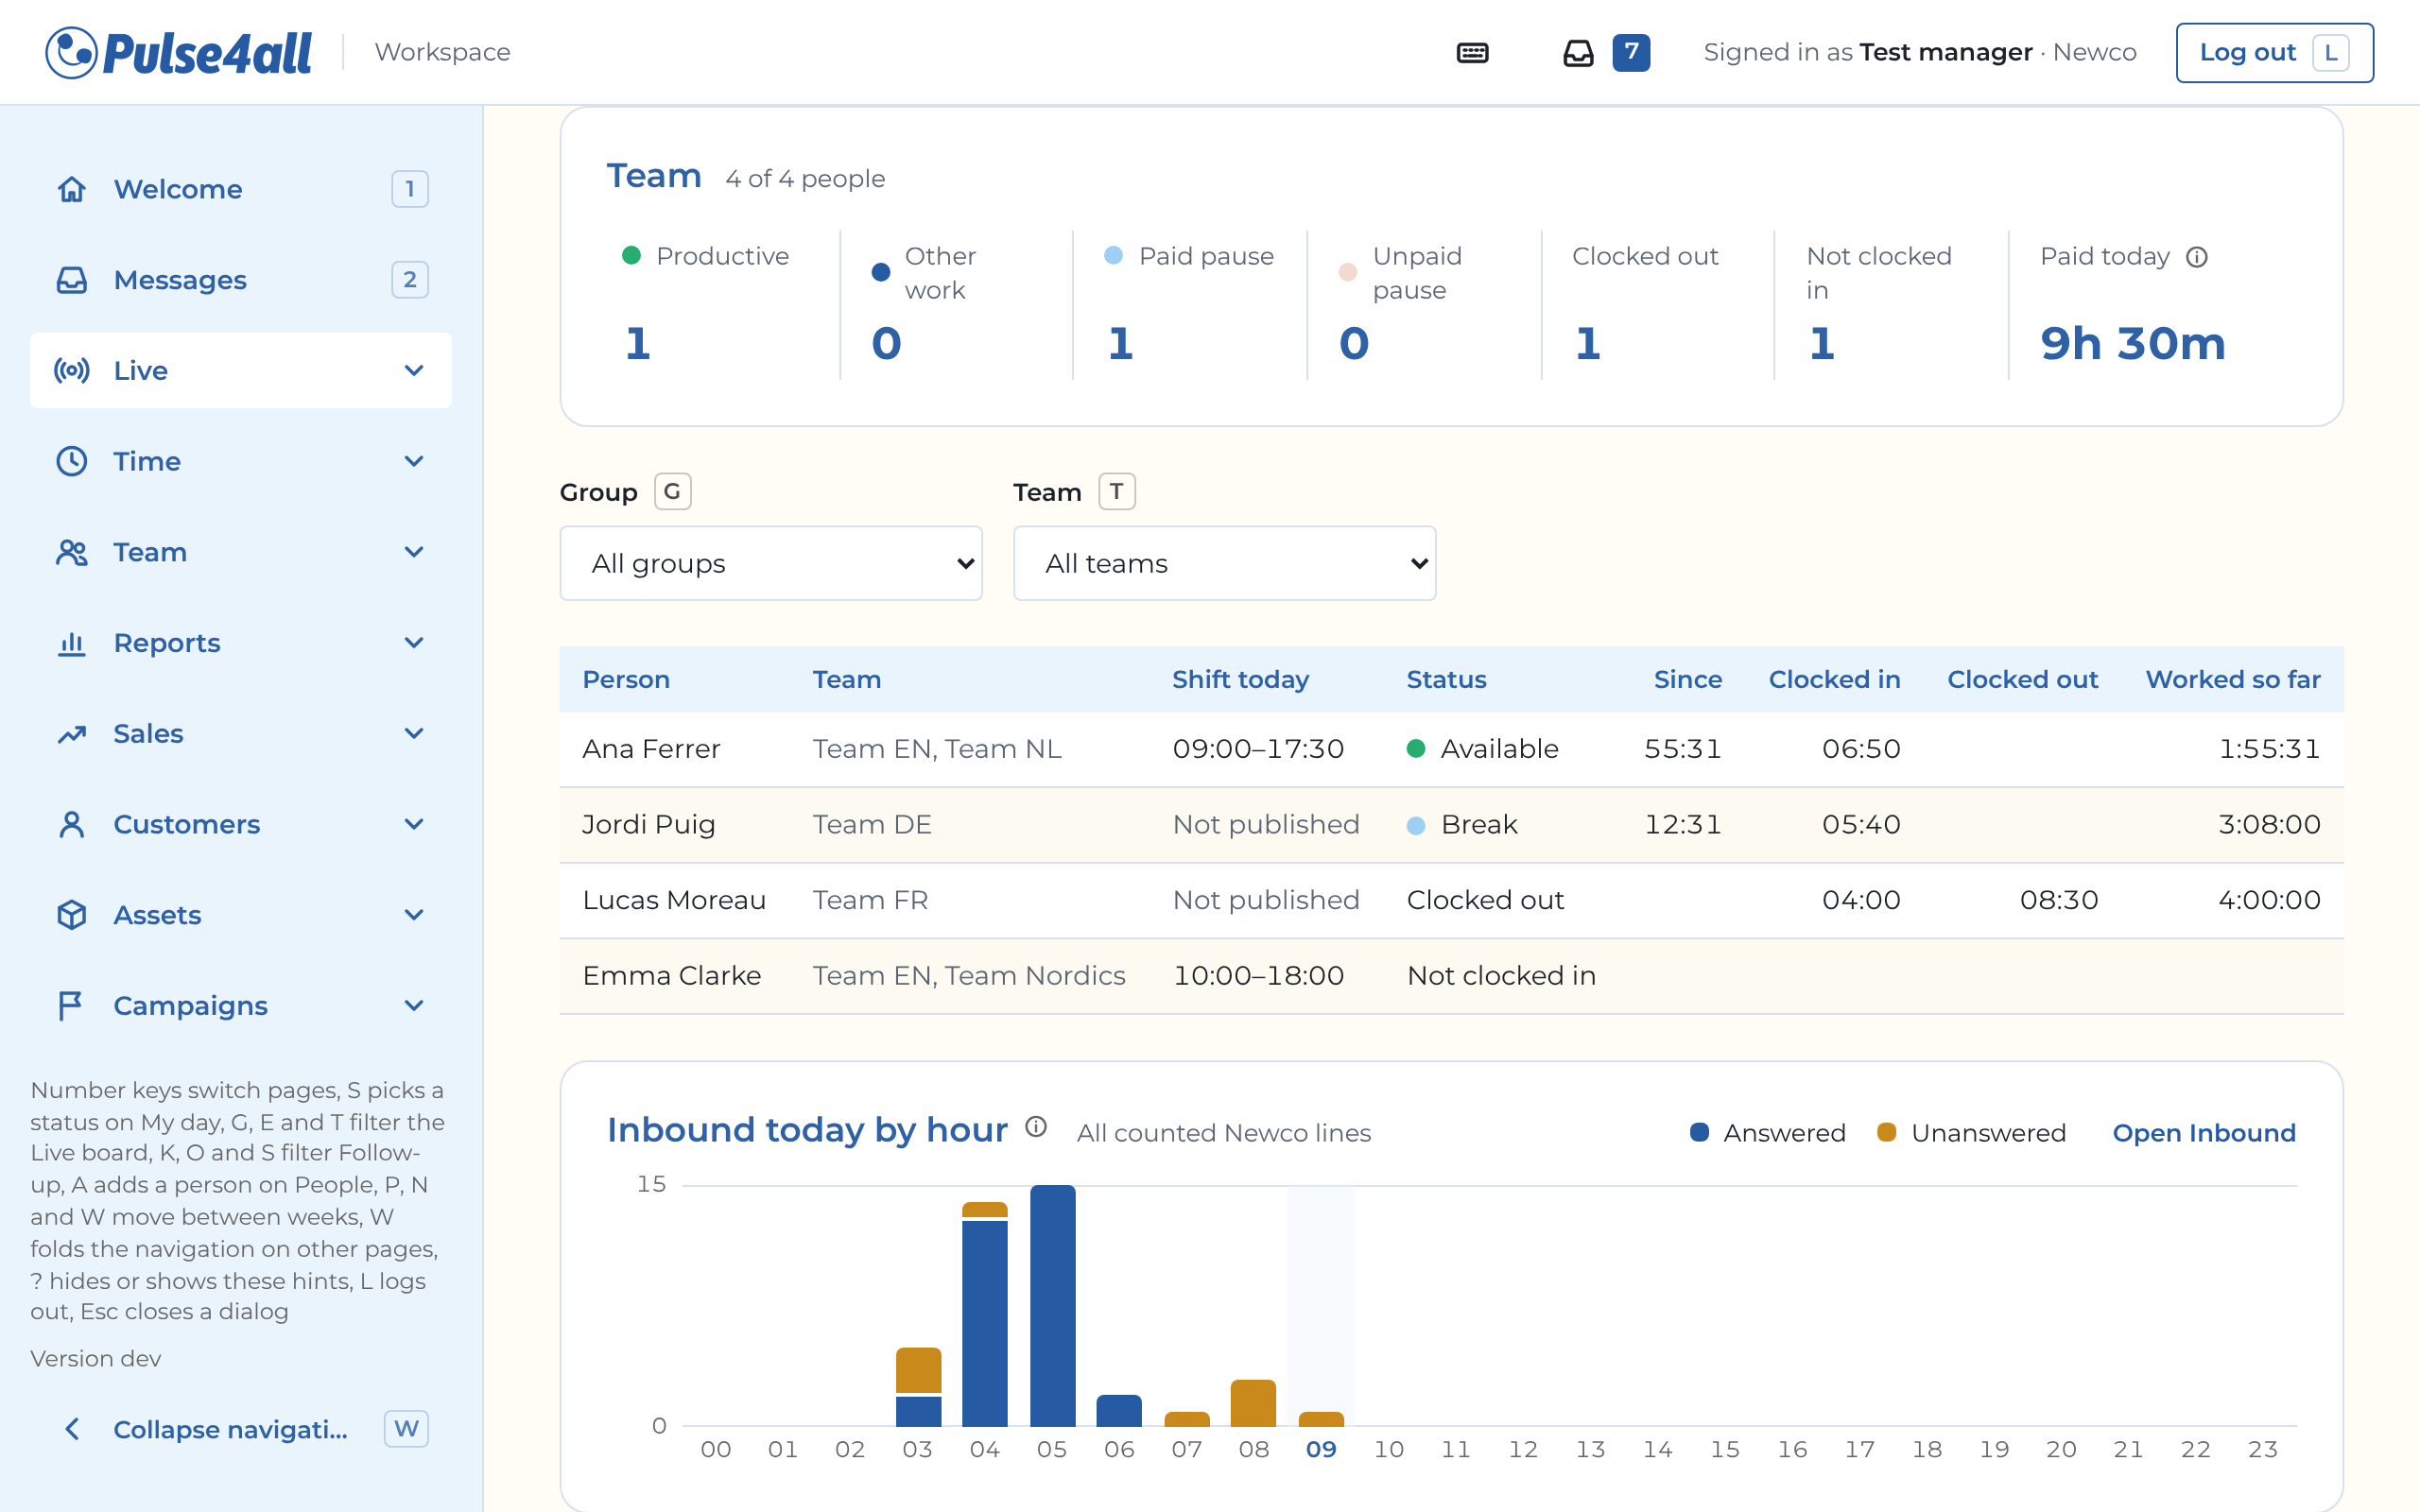 Pulse4all Workspace 7 Signed in as Test manager · Newco Log out L
Welcome 1
Messages 2
Live
Time
Team
Reports
Sales
Customers
Assets
Campaigns
Number keys switch pages, S picks a
status on My day, G, E and T filter the
Live board, K, O and S filter Follow-
up, A adds a person on People, P, N
and W move between weeks, W
folds the navigation on other pages,
? hides or shows these hints, L logs
out, Esc closes a dialog
Version dev
Collapse navigati... W
Team 4 of 4 people
Productive
1
Other
work
0
Paid pause
1
Unpaid
pause
0
Clocked out
1
Not clocked
in
1
Paid today
9h 30m
Group G Team T
All groups All teams
Person Team Shift today Status Since Clocked in Clocked out Worked so far
Ana Ferrer Team EN, Team NL 09:00–17:30 Available 55:31 06:50 1:55:31
Jordi Puig Team DE Not published Break 12:31 05:40 3:08:00
Lucas Moreau Team FR Not published Clocked out 04:00 08:30 4:00:00
Emma Clarke Team EN, Team Nordics 10:00–18:00 Not clocked in
Inbound today by hour All counted Newco lines Answered Unanswered Open Inbound
15
0
00 01 02 03 04 05 06 07 08 09 10 11 12 13 14 15 16 17 18 19 20 21 22 23